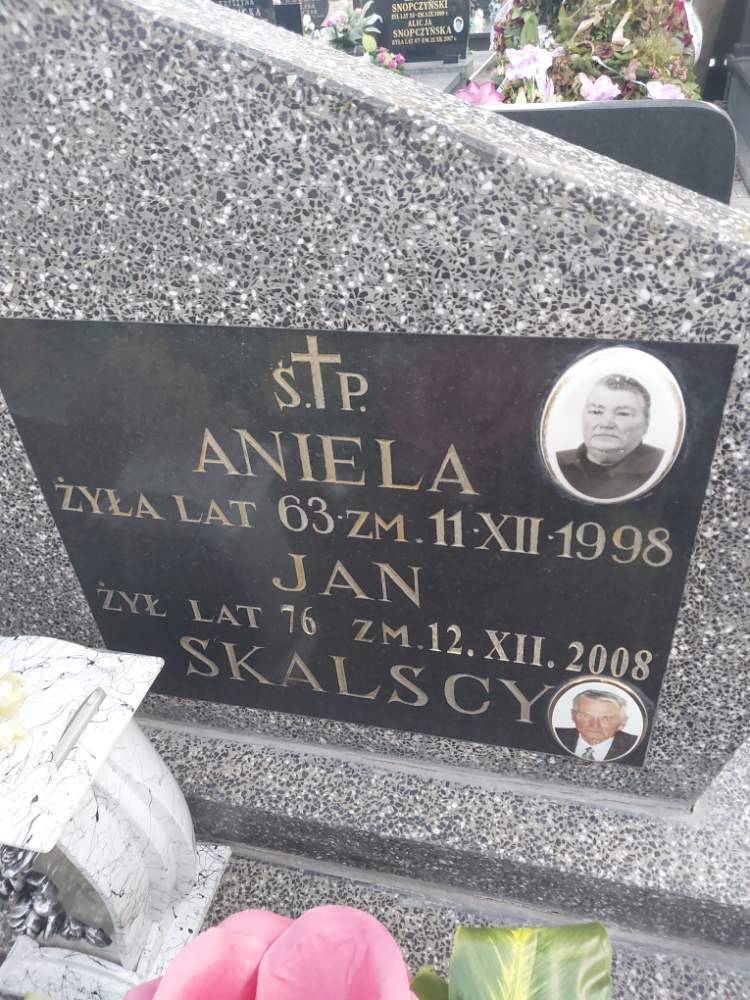 SNOPCZYŃSKI
ALICJA
SNOPCZYŃSKA
Ś.P.
ANIELA
ŻYŁA LAT 63·ZM.11·XII·1998
JAN
ŻYŁ LAT 76 ZM.12.XII.2008
SKALSCY